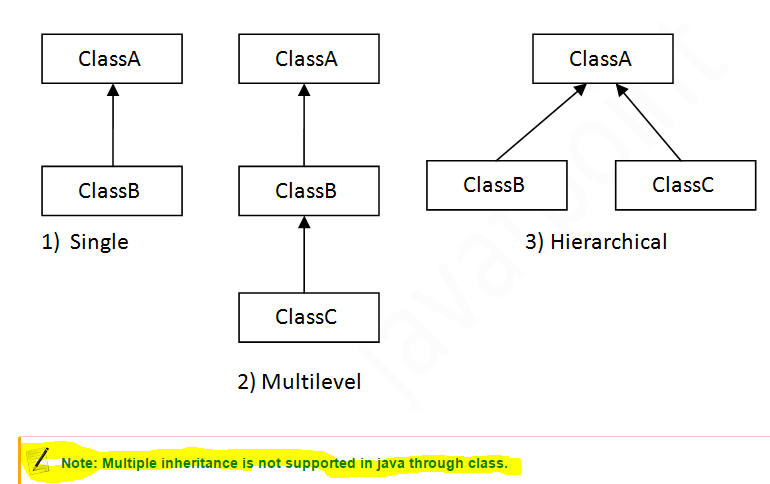 ClassA
ClassB
1) Single
ClassA
ClassB
ClassC
2) Multilevel
ClassA
ClassB
ClassC
3) Hierarchical
Note: Multiple inheritance is not supported in java through class.